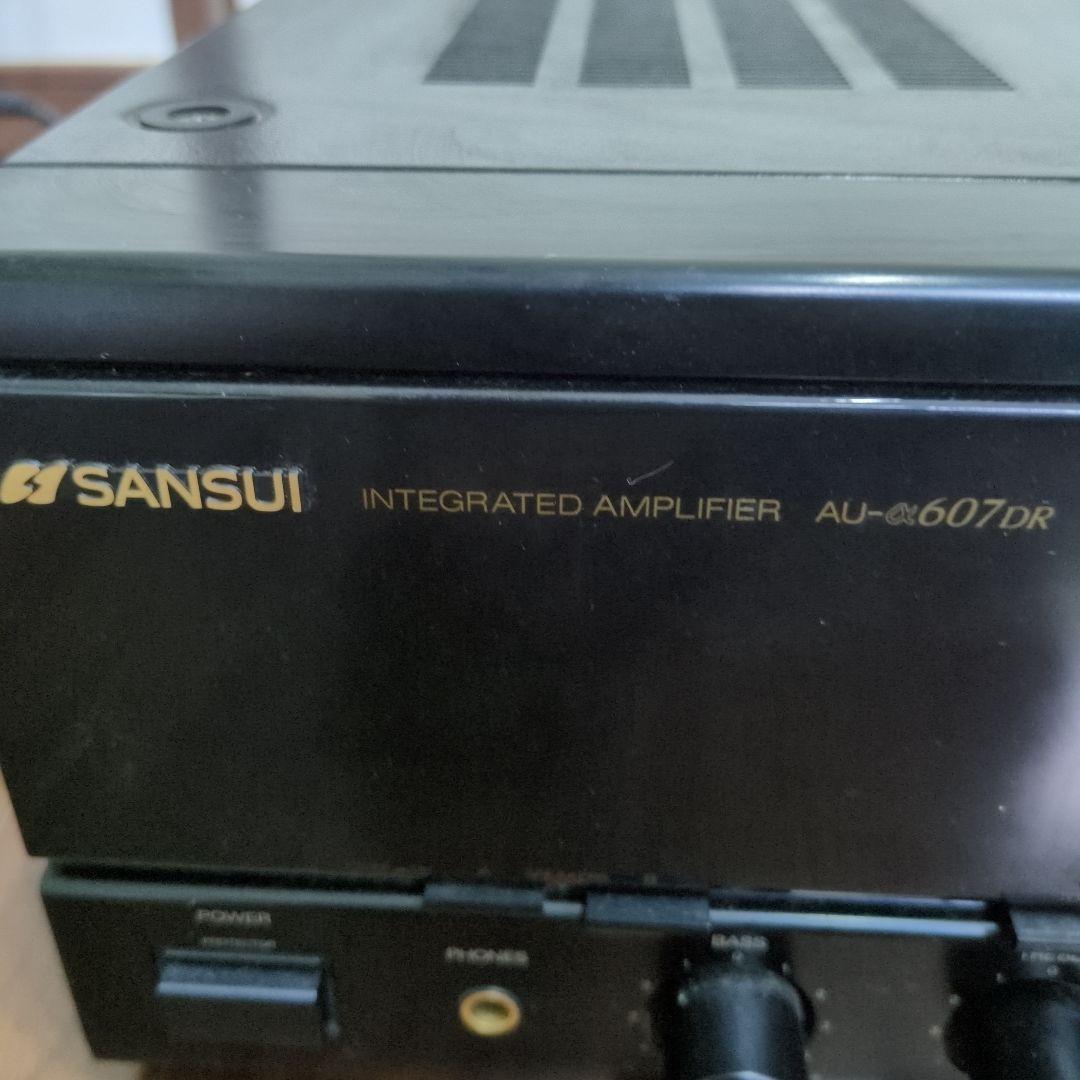 SANSUI INTEGRATED AMPLIFIER AU-α607DR
POWER
PHONES
BASS